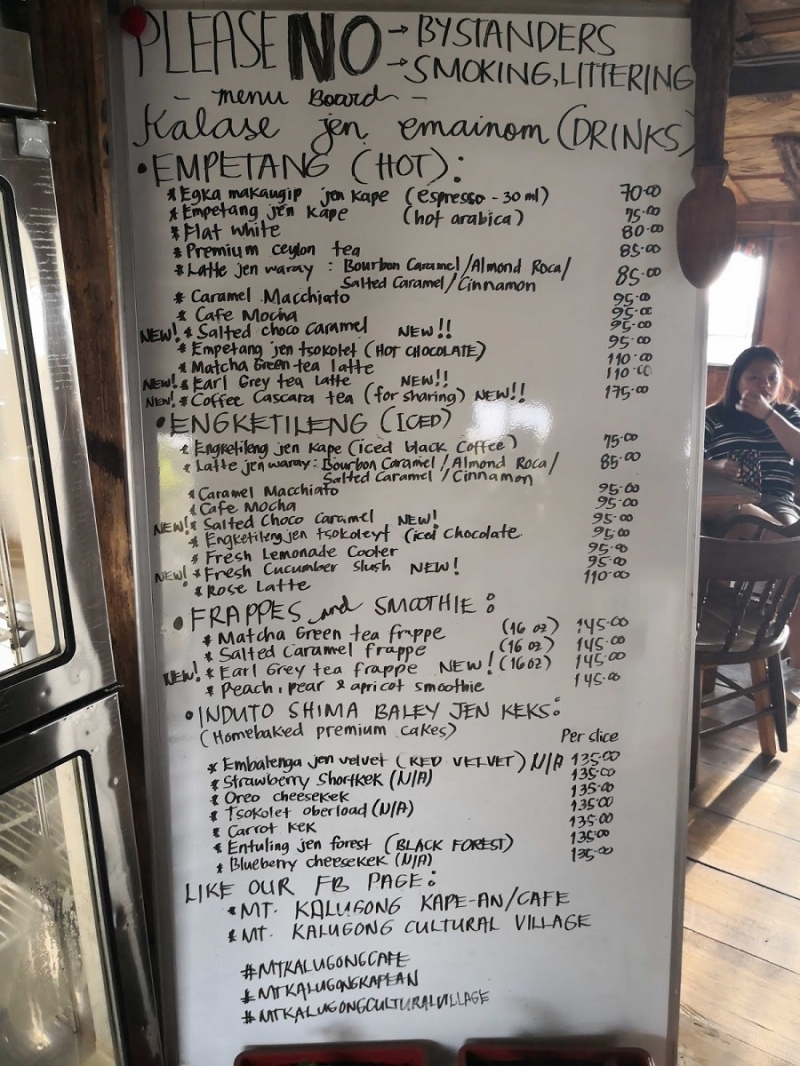 PLEASE NO → BYSTANDERS
→ SMOKING, LITTERING
- menu Board -
Kalase jen emainom (DRINKS)
• EMPETANG (HOT):
* Egka makaugip jen kape (espresso - 30 ml) 70.00
* Empetang jen kape (hot arabica) 75.00
* Flat white 80.00
* Premium ceylon tea 85.00
* Latte jen waray : Bourbon Caramel/Almond Roca/
Salted Caramel/Cinnamon 85.00
* Caramel Macchiato 95.00
* Cafe Mocha 95.00
NEW! * Salted choco caramel NEW!! 95.00
* Empetang jen tsokolet (HOT CHOCOLATE) 95.00
* Matcha Green tea latte 110.00
NEW! * Earl Grey tea Latte NEW!! 110.00
NEW! * Coffee Cascara tea (for sharing) NEW!! 175.00
• ENGKETILENG (ICED)
* Engketileng jen kape (iced black Coffee) 75.00
* Latte jen waray: Bourbon Caramel/Almond Roca/ 85.00
Salted Caramel/Cinnamon
* Caramel Macchiato 95.00
* Cafe Mocha 95.00
NEW! * Salted Choco Caramel NEW! 95.00
* Engketileng jen tsokoleyt (iced chocolate 95.00
* Fresh Lemonade Cooler 95.00
NEW! * Fresh Cucumber slush NEW! 95.00
* Rose Latte 110.00
• FRAPPES and SMOOTHIE:
* Matcha Green tea frappe (16 oz) 145.00
* Salted Caramel frappe (16 oz) 145.00
NEW! * Earl Grey tea frappe NEW! (16oz) 145.00
* Peach, pear & apricot smoothie 145.00
• INDUTO SHIMA BALEY JEN KEKS:
(Homebaked premium cakes) Per slice
* Embalenga jen velvet (RED VELVET) N/A 135.00
* Strawberry Shortkek (N/A) 135.00
* Oreo cheesekek 135.00
* Tsokolet oberload (N/A) 135.00
* Carrot kek 135.00
* Entuling jen forest (BLACK FOREST) 135.00
* Blueberry cheesekek (N/A) 135.00
LIKE OUR FB PAGE:
* MT. KALUGONG KAPE-AN/CAFE
* MT. KALUGONG CULTURAL VILLAGE
#MTKALUGONGCAFE
#MTKALUGONGKAPEAN
#MTKALUGONGCULTURALVILLAGE